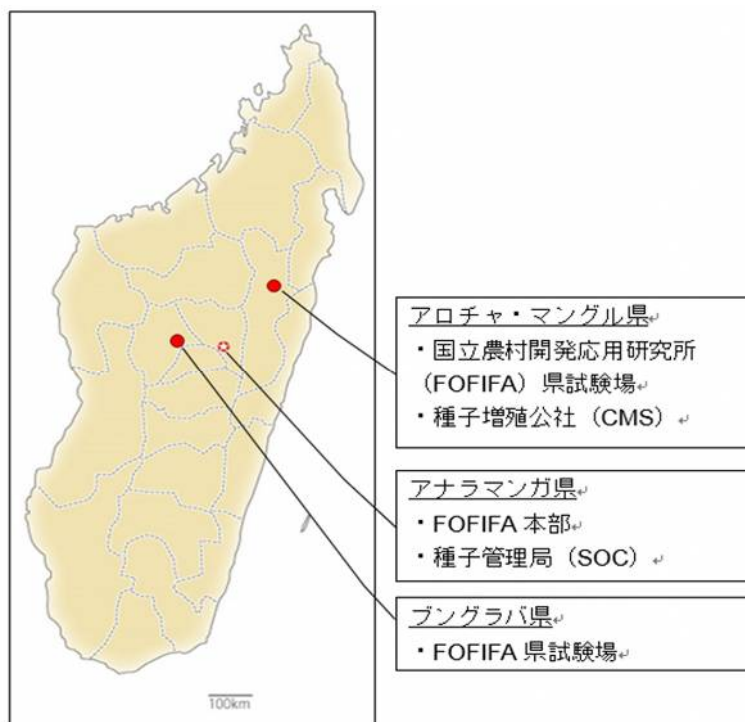 アロチャ・マングル県↵
・国立農村開発応用研究所
(FOFIFA) 県試験場
・種子増殖公社 (CMS) ↵
アナラマンガ県↵
・FOFIFA 本部↵
・種子管理局 (SOC) ↵
ブングラバ県↵
・FOFIFA 県試験場↵
100km